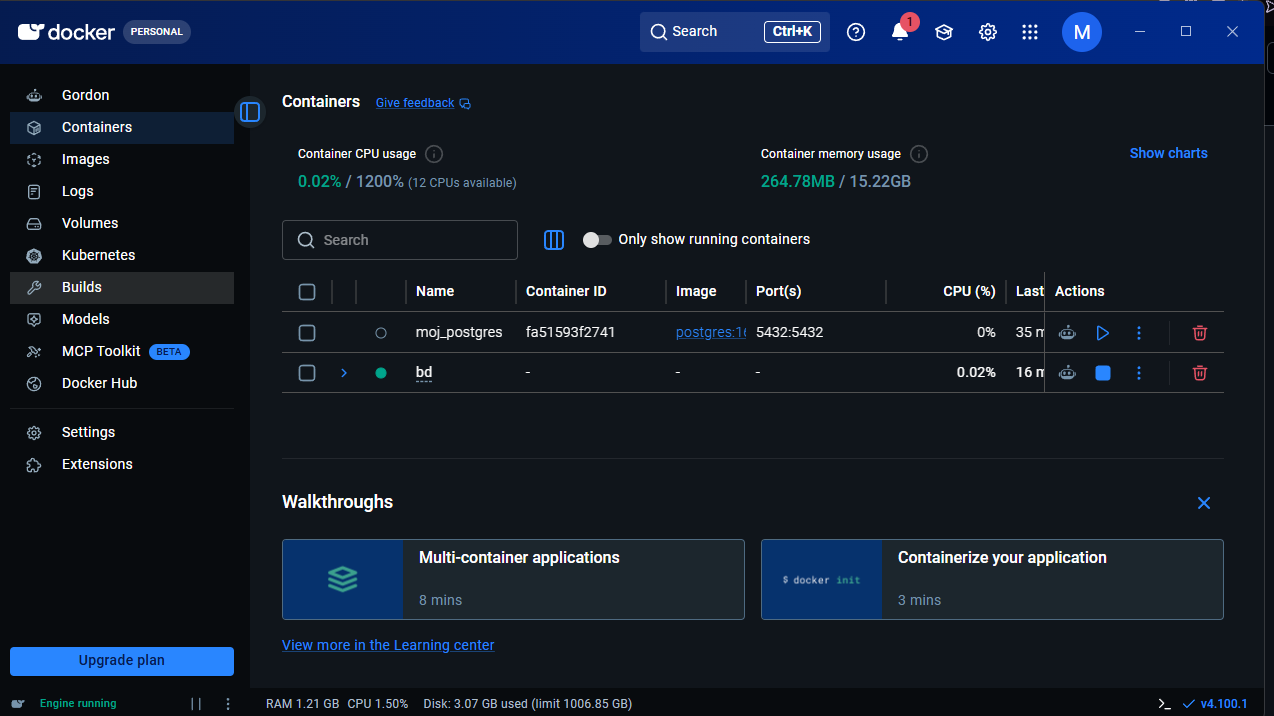 docker PERSONAL
Search Ctrl+K
1
M
Gordon
Containers
Images
Logs
Volumes
Kubernetes
Builds
Models
MCP Toolkit BETA
Docker Hub
Settings
Extensions
Upgrade plan
Containers Give feedback
Container CPU usage
0.02% / 1200% (12 CPUs available)
Container memory usage
264.78MB / 15.22GB
Show charts
Search
Only show running containers
Name Container ID Image Port(s) CPU (%) Last Actions
moj_postgres fa51593f2741 postgres:16 5432:5432 0% 35 m
bd - - - 0.02% 16 m
Walkthroughs
Multi-container applications
8 mins
$ docker init
Containerize your application
3 mins
View more in the Learning center
Engine running
RAM 1.21 GB CPU 1.50% Disk: 3.07 GB used (limit 1006.85 GB)
v4.100.1